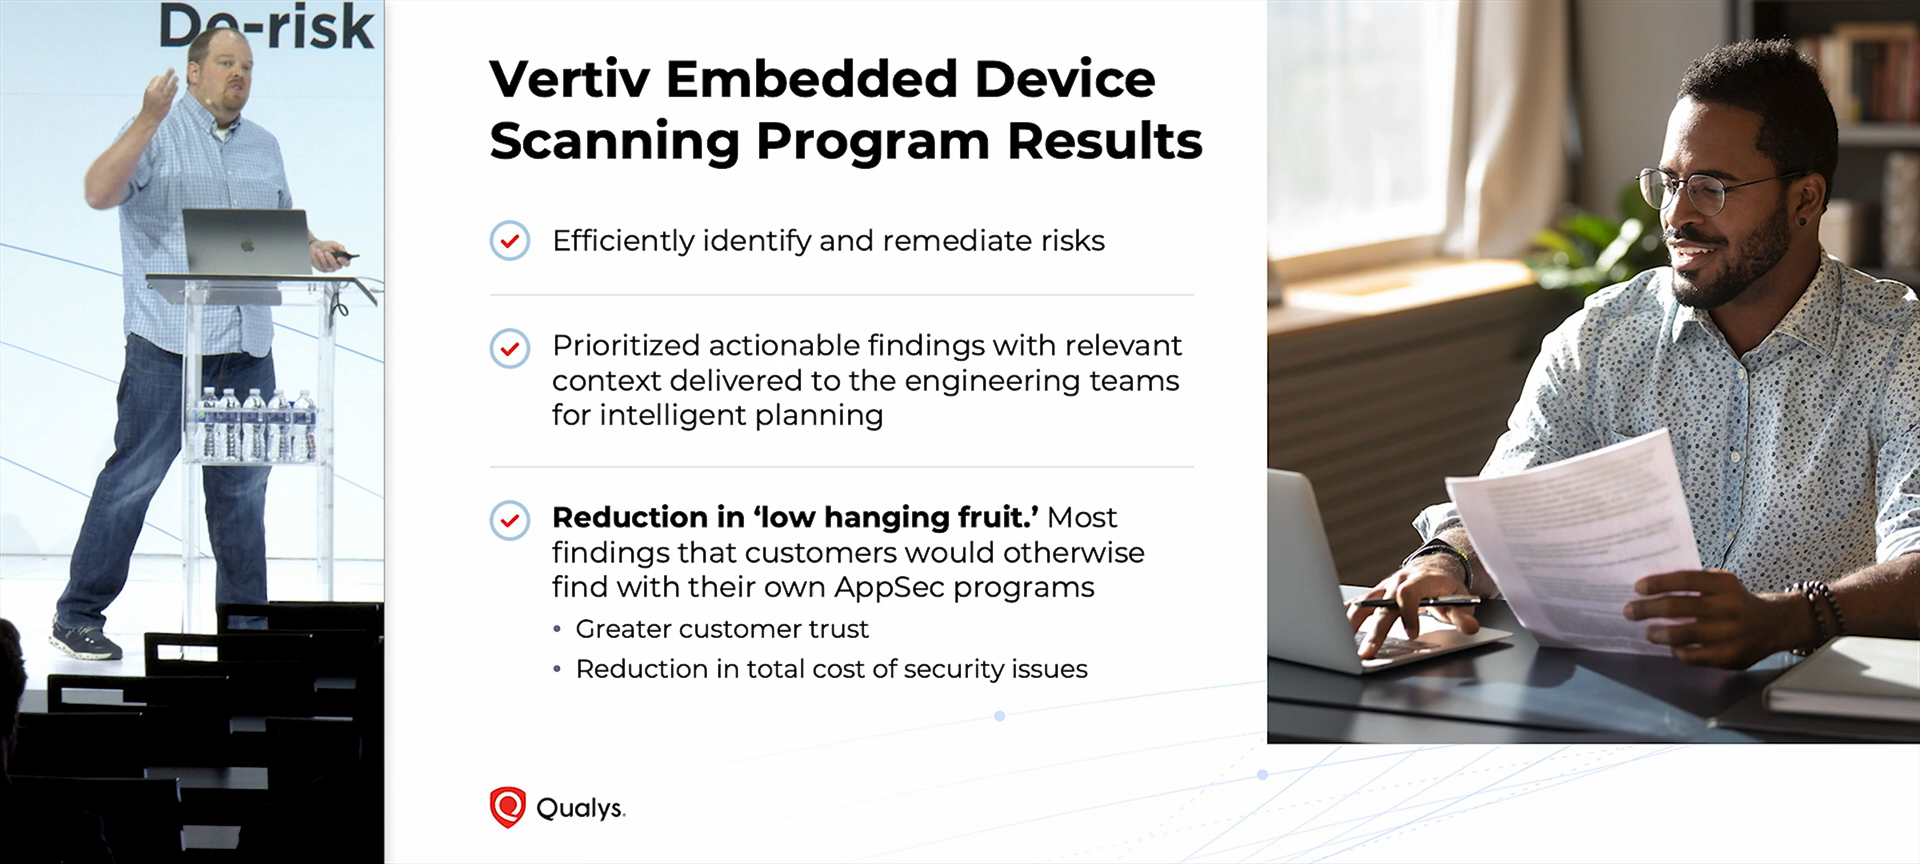 De-risk
Vertiv Embedded Device
Scanning Program Results
Efficiently identify and remediate risks
Prioritized actionable findings with relevant
context delivered to the engineering teams
for intelligent planning
Reduction in ‘low hanging fruit.’ Most
findings that customers would otherwise
find with their own AppSec programs
• Greater customer trust
• Reduction in total cost of security issues
Qualys.